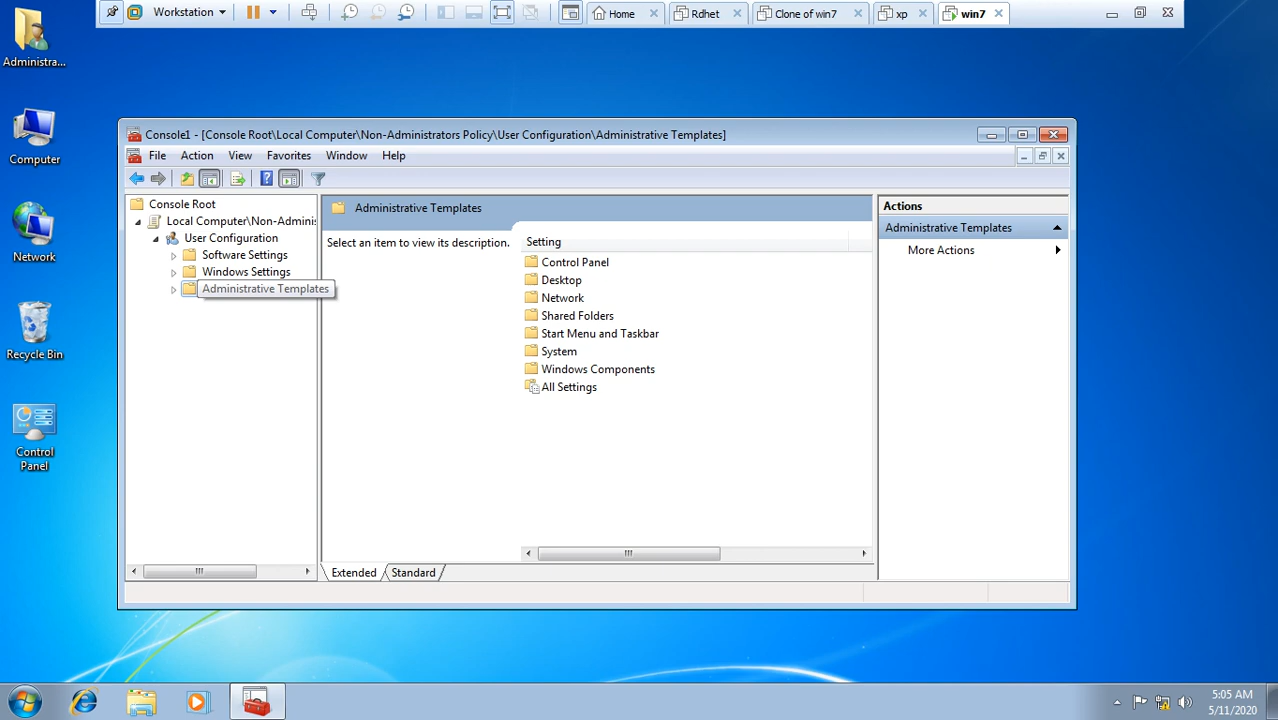 Workstation
Home
Rdhet
Clone of win7
xp
win7
Administra...
Computer
Network
Recycle Bin
Control
Panel
Console1 - [Console Root\Local Computer\Non-Administrators Policy\User Configuration\Administrative Templates]
File Action View Favorites Window Help
Console Root
Local Computer\Non-Adminis
User Configuration
Software Settings
Windows Settings
Administrative Templates
Administrative Templates
Select an item to view its description.
Setting
Control Panel
Desktop
Network
Shared Folders
Start Menu and Taskbar
System
Windows Components
All Settings
Extended Standard
Actions
Administrative Templates
More Actions
5:05 AM
5/11/2020